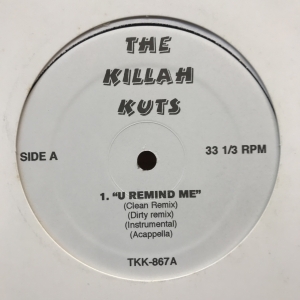 THE
KILLAH
KUTS
SIDE A
33 1/3 RPM
1. "U REMIND ME"
(Clean Remix)
(Dirty remix)
(Instrumental)
(Acappella)
TKK-867A